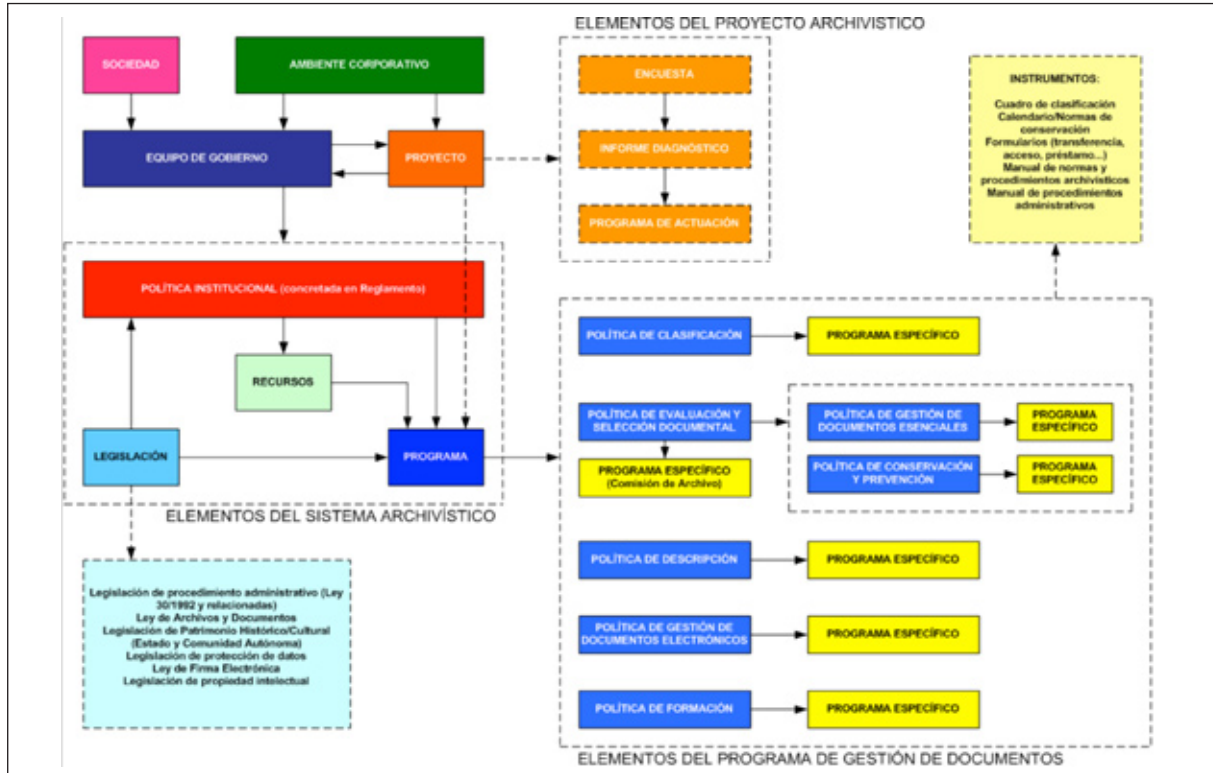 ELEMENTOS DEL PROYECTO ARCHIVISTICO
SOCIEDAD
AMBIENTE CORPORATIVO
ENCUESTA
INSTRUMENTOS:
Cuadro de clasificación
Calendario/Normas de
conservación
Formularios (transferencia,
acceso, préstamo...)
Manual de normas y
procedimientos archivísticos
Manual de procedimientos
administrativos
EQUIPO DE GOBIERNO
PROYECTO
INFORME DIAGNÓSTICO
PROGRAMA DE ACTUACIÓN
POLÍTICA INSTITUCIONAL (concretada en Reglamento)
RECURSOS
LEGISLACIÓN
PROGRAMA
ELEMENTOS DEL SISTEMA ARCHIVÍSTICO
Legislación de procedimiento administrativo (Ley
30/1992 y relacionadas)
Ley de Archivos y Documentos
Legislación de Patrimonio Histórico/Cultural
(Estado y Comunidad Autónoma)
Legislación de protección de datos
Ley de Firma Electrónica
Legislación de propiedad intelectual
POLÍTICA DE CLASIFICACIÓN
PROGRAMA ESPECÍFICO
POLÍTICA DE EVALUACIÓN Y
SELECCIÓN DOCUMENTAL
PROGRAMA ESPECÍFICO
(Comisión de Archivo)
POLÍTICA DE GESTIÓN DE
DOCUMENTOS ESENCIALES
PROGRAMA
ESPECÍFICO
POLÍTICA DE CONSERVACIÓN
Y PREVENCIÓN
PROGRAMA
ESPECÍFICO
POLÍTICA DE DESCRIPCIÓN
PROGRAMA ESPECÍFICO
POLÍTICA DE GESTIÓN DE
DOCUMENTOS ELECTRÓNICOS
PROGRAMA ESPECÍFICO
POLÍTICA DE FORMACIÓN
PROGRAMA ESPECÍFICO
ELEMENTOS DEL PROGRAMA DE GESTIÓN DE DOCUMENTOS